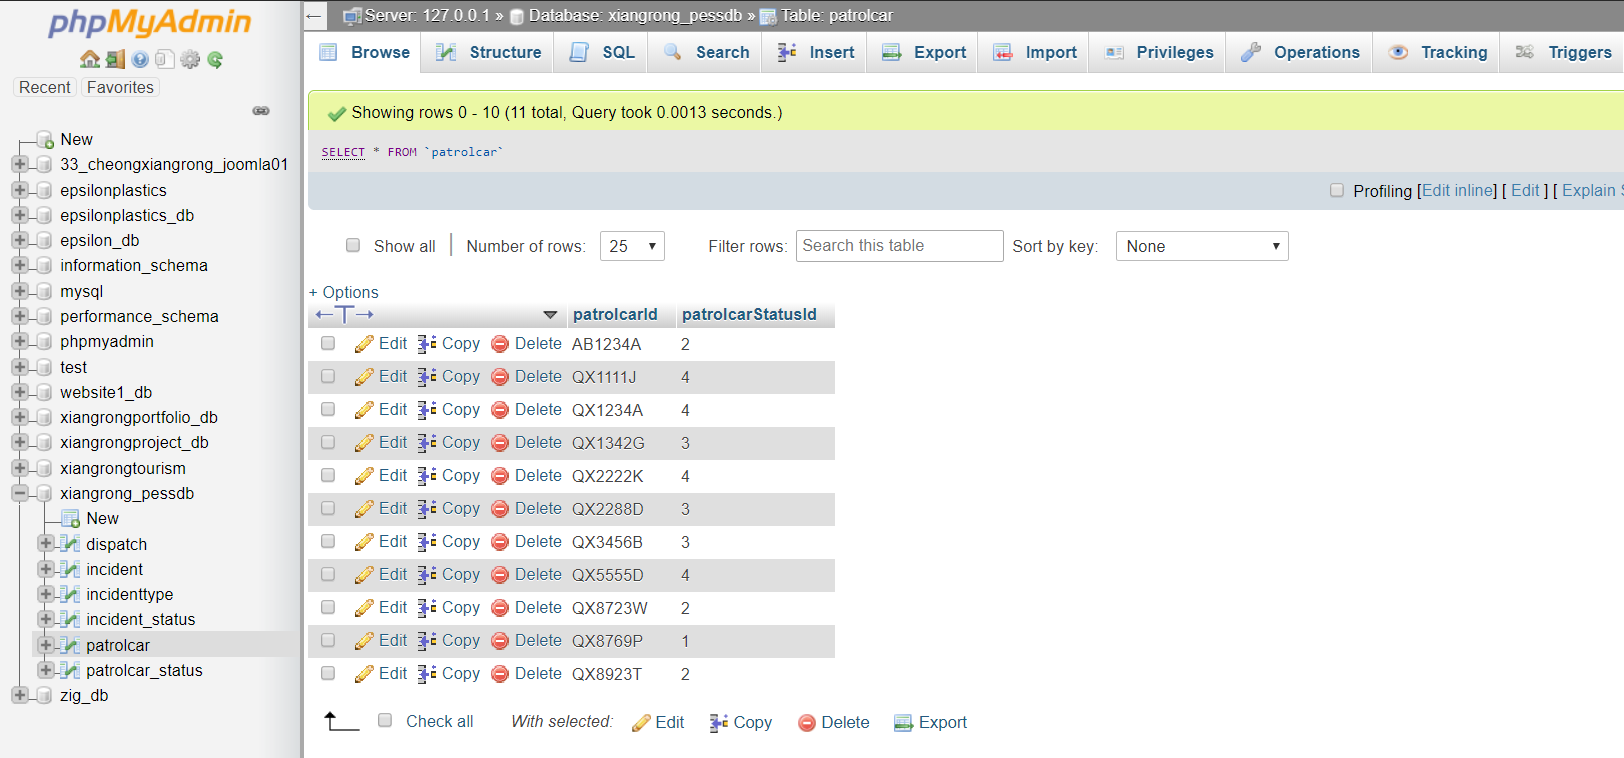 phpMyAdmin
Recent Favorites
New
33_cheongxiangrong_joomla01
epsilonplastics
epsilonplastics_db
epsilon_db
information_schema
mysql
performance_schema
phpmyadmin
test
website1_db
xiangrongportfolio_db
xiangrongproject_db
xiangrongtourism
xiangrong_pessdb
New
dispatch
incident
incidenttype
incident_status
patrolcar
patrolcar_status
zig_db
Server: 127.0.0.1 » Database: xiangrong_pessdb » Table: patrolcar
Browse Structure SQL Search Insert Export Import Privileges Operations Tracking Triggers
Showing rows 0 - 10 (11 total, Query took 0.0013 seconds.)
SELECT * FROM `patrolcar`
Profiling [Edit inline] [ Edit ] [ Explain S
Show all | Number of rows: 25 Filter rows: Search this table Sort by key: None
+ Options
patrolcarId patrolcarStatusId
Edit Copy Delete AB1234A 2
Edit Copy Delete QX1111J 4
Edit Copy Delete QX1234A 4
Edit Copy Delete QX1342G 3
Edit Copy Delete QX2222K 4
Edit Copy Delete QX2288D 3
Edit Copy Delete QX3456B 3
Edit Copy Delete QX5555D 4
Edit Copy Delete QX8723W 2
Edit Copy Delete QX8769P 1
Edit Copy Delete QX8923T 2
Check all With selected: Edit Copy Delete Export